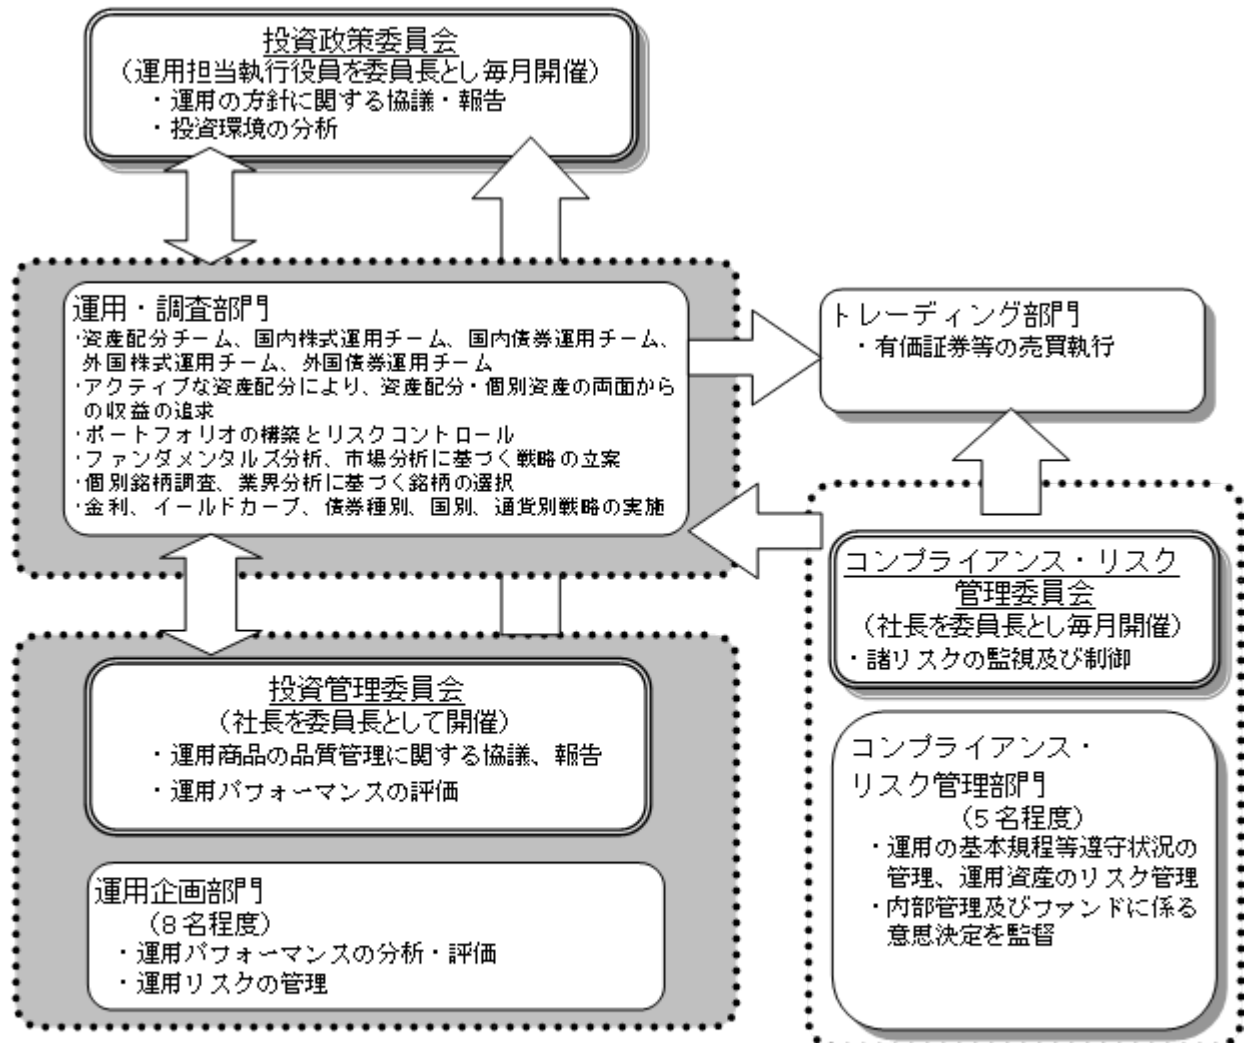 投資政策委員会
（運用担当執行役員を委員長とし毎月開催）
・運用の方針に関する協議・報告
・投資環境の分析
運用・調査部門
・資産配分チーム、国内株式運用チーム、国内債券運用チーム、
外国株式運用チーム、外国債券運用チーム
・アクティブな資産配分により、資産配分・個別資産の両面から
の収益の追求
・ポートフォリオの構築とリスクコントロール
・ファンダメンタルズ分析、市場分析に基づく戦略の立案
・個別銘柄調査、業界分析に基づく銘柄の選択
・金利、イールドカーブ、債券種別、国別、通貨別戦略の実施
トレーディング部門
・有価証券等の売買執行
投資管理委員会
（社長を委員長として開催）
・運用商品の品質管理に関する協議、報告
・運用パフォーマンスの評価
運用企画部門
（８名程度）
・運用パフォーマンスの分析・評価
・運用リスクの管理
コンプライアンス・リスク
管理委員会
（社長を委員長とし毎月開催）
・諸リスクの監視及び制御
コンプライアンス・
リスク管理部門
（５名程度）
・運用の基本規程等遵守状況の
管理、運用資産のリスク管理
・内部管理及びファンドに係る
意思決定を監督